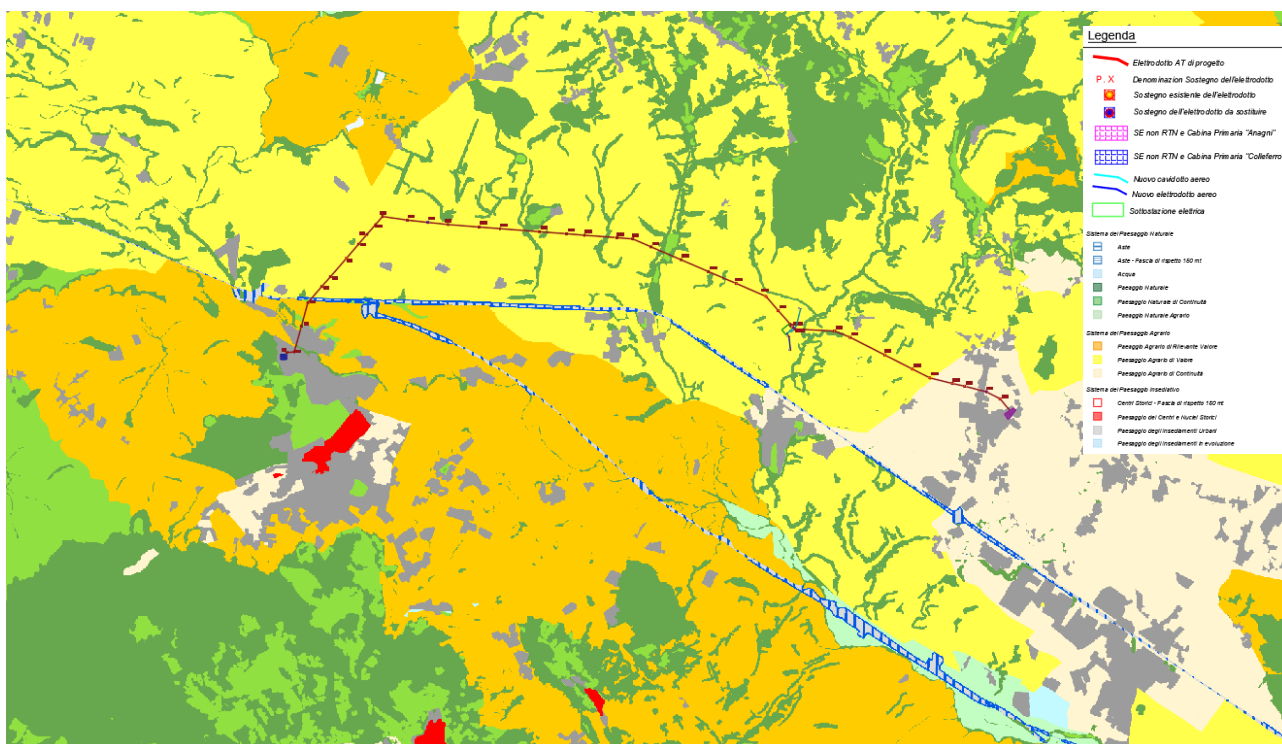 Legenda
Elettrodotto AT di progetto
P. X Denominazion Sostegno dell'elettrodotto
Sostegno esistente dell'elettrodotto
Sostegno dell'elettrodotto da sostituire
SE non RTN e Cabina Primaria "Anagni"
SE non RTN e Cabina Primaria "Colleferro
Nuovo cavidotto aereo
Nuovo elettrodotto aereo
Sottostazione elettrica
Sistema del Paesaggio Naturale
Aste
Aste - Fascia di rispetto 150 mt
Acqua
Paesaggio Naturale
Paesaggio Naturale di Continuità
Paesaggio Naturale Agrario
Sistema del Paesaggio Agrario
Paesaggio Agrario di Rilevante Valore
Paesaggio Agrario di Valore
Paesaggio Agrario di Continuità
Sistema del Paesaggio Insediativo
Centri Storici - Fascia di rispetto 150 mt
Paesaggio dei Centri e Nuclei Storici
Paesaggio degli Insediamenti Urbani
Paesaggio degli Insediamenti in evoluzione